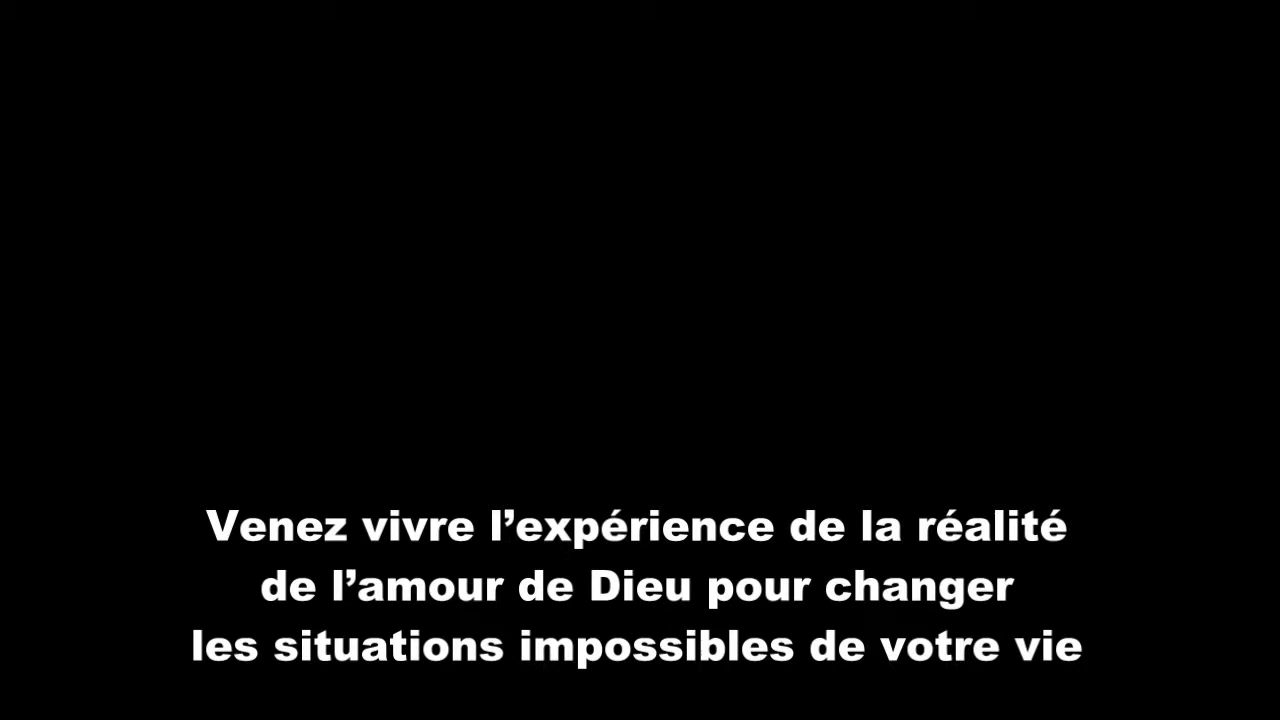 Venez vivre l’expérience de la réalité
de l’amour de Dieu pour changer
les situations impossibles de votre vie